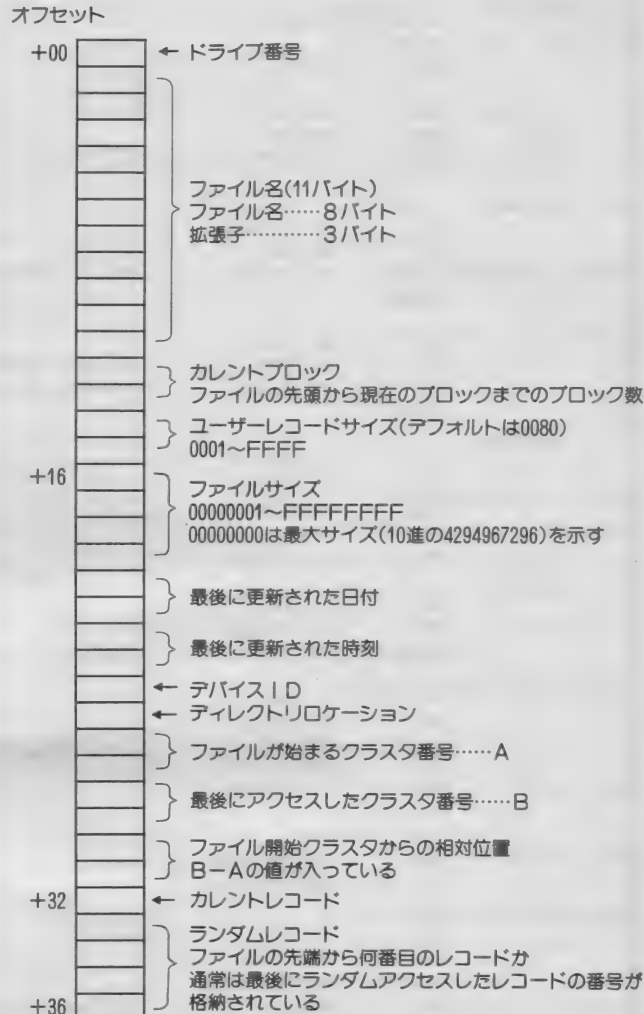 オフセット
+00
← ドライブ番号
ファイル名(11バイト)
ファイル名……8バイト
拡張子…………3バイト
カレントブロック
ファイルの先頭から現在のブロックまでのブロック数
ユーザーレコードサイズ(デフォルトは0080)
0001～FFFF
+16
ファイルサイズ
00000001～FFFFFFFF
00000000は最大サイズ(10進の4294967296)を示す
最後に更新された日付
最後に更新された時刻
← デバイスID
← ディレクトリロケーション
ファイルが始まるクラスタ番号……A
最後にアクセスしたクラスタ番号……B
ファイル開始クラスタからの相対位置
B－Aの値が入っている
+32
← カレントレコード
ランダムレコード
ファイルの先端から何番目のレコードか
通常は最後にランダムアクセスしたレコードの番号が
格納されている
+36